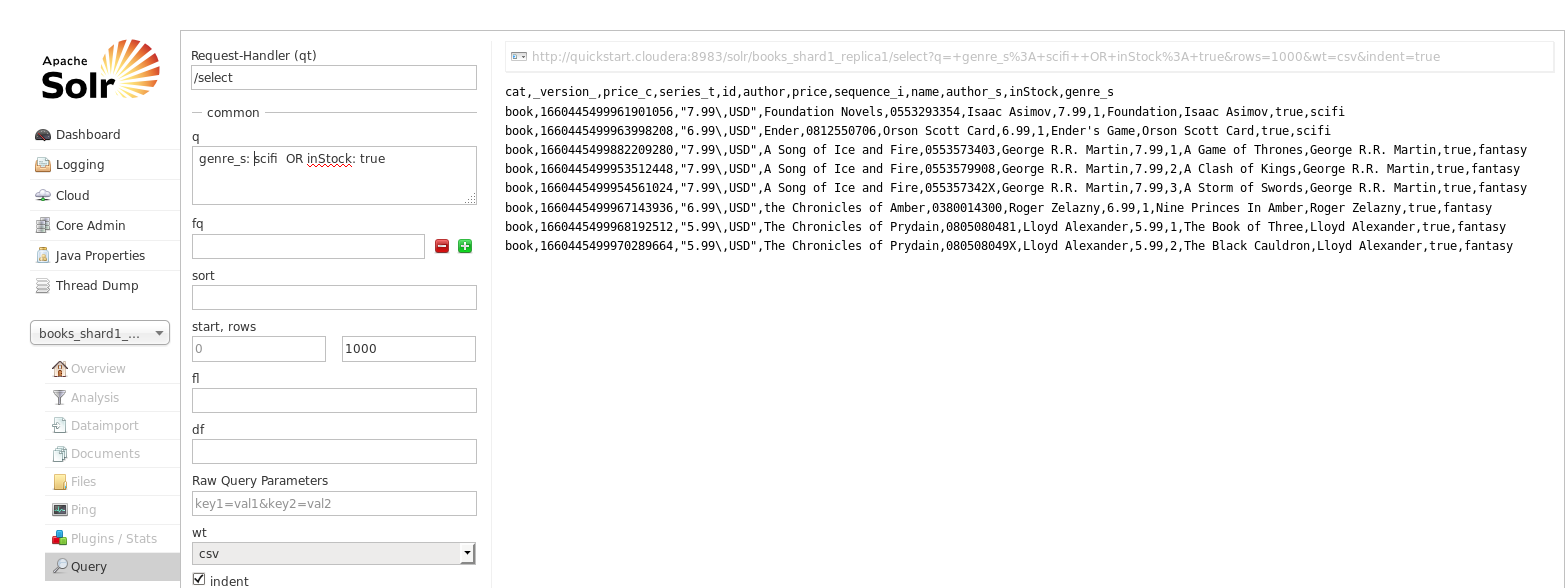 Apache
Solr
Dashboard
Logging
Cloud
Core Admin
Java Properties
Thread Dump
books_shard1_...
Overview
Analysis
Dataimport
Documents
Files
Ping
Plugins / Stats
Query
Request-Handler (qt)
/select
common
q
genre_s: scifi  OR inStock: true
fq
sort
start, rows
0 1000
fl
df
Raw Query Parameters
key1=val1&key2=val2
wt
csv
indent
http://quickstart.cloudera:8983/solr/books_shard1_replica1/select?q=+genre_s%3A+scifi++OR+inStock%3A+true&rows=1000&wt=csv&indent=true
cat,_version_,price_c,series_t,id,author,price,sequence_i,name,author_s,inStock,genre_s
book,1660445499961901056,"7.99\,USD",Foundation Novels,0553293354,Isaac Asimov,7.99,1,Foundation,Isaac Asimov,true,scifi
book,1660445499963998208,"6.99\,USD",Ender,0812550706,Orson Scott Card,6.99,1,Ender's Game,Orson Scott Card,true,scifi
book,1660445499882209280,"7.99\,USD",A Song of Ice and Fire,0553573403,George R.R. Martin,7.99,1,A Game of Thrones,George R.R. Martin,true,fantasy
book,1660445499953512448,"7.99\,USD",A Song of Ice and Fire,0553579908,George R.R. Martin,7.99,2,A Clash of Kings,George R.R. Martin,true,fantasy
book,1660445499954561024,"7.99\,USD",A Song of Ice and Fire,055357342X,George R.R. Martin,7.99,3,A Storm of Swords,George R.R. Martin,true,fantasy
book,1660445499967143936,"6.99\,USD",the Chronicles of Amber,0380014300,Roger Zelazny,6.99,1,Nine Princes In Amber,Roger Zelazny,true,fantasy
book,1660445499968192512,"5.99\,USD",The Chronicles of Prydain,0805080481,Lloyd Alexander,5.99,1,The Book of Three,Lloyd Alexander,true,fantasy
book,1660445499970289664,"5.99\,USD",The Chronicles of Prydain,080508049X,Lloyd Alexander,5.99,2,The Black Cauldron,Lloyd Alexander,true,fantasy